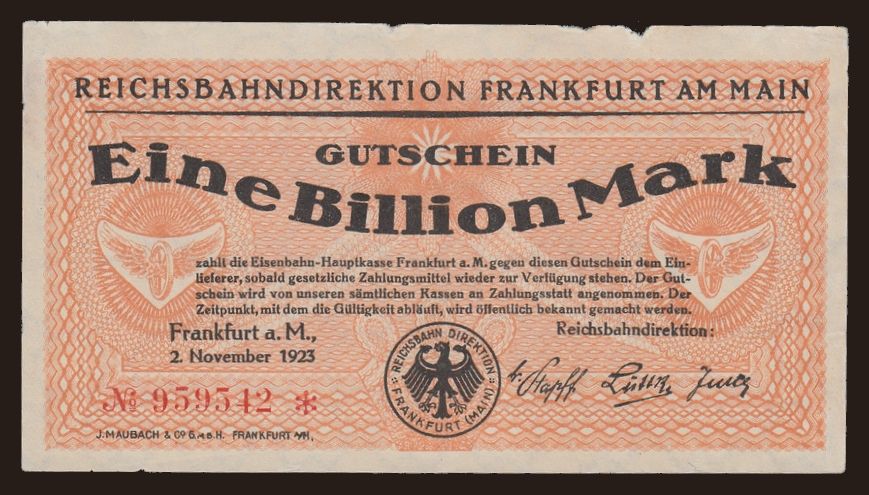 REICHSBAHNDIREKTION FRANKFURT AM MAIN
GUTSCHEIN
Eine Billion Mark
zahlt die Eisenbahn-Hauptkasse Frankfurt a. M. gegen diesen Gutschein dem Ein-
lieferer, sobald gesetzliche Zahlungsmittel wieder zur Verfügung stehen. Der Gut-
schein wird von unseren sämtlichen Kassen an Zahlungsstatt angenommen. Der
Zeitpunkt, mit dem die Gültigkeit abläuft, wird öffentlich bekannt gemacht werden.
Frankfurt a. M.,
2. November 1923
Reichsbahndirektion:
REICHSBAHN DIREKTION
FRANKFURT (MAIN)
№ 959542 *
J. MAUBACH & CO G.M.B.H. FRANKFURT A/M.